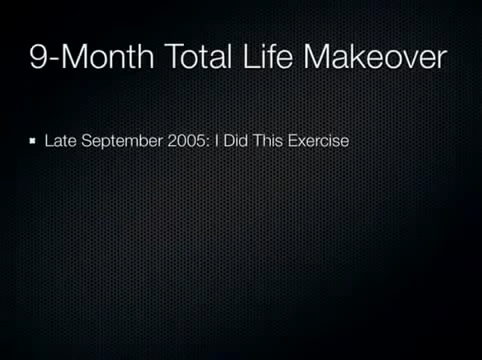 9-Month Total Life Makeover
Late September 2005: I Did This Exercise